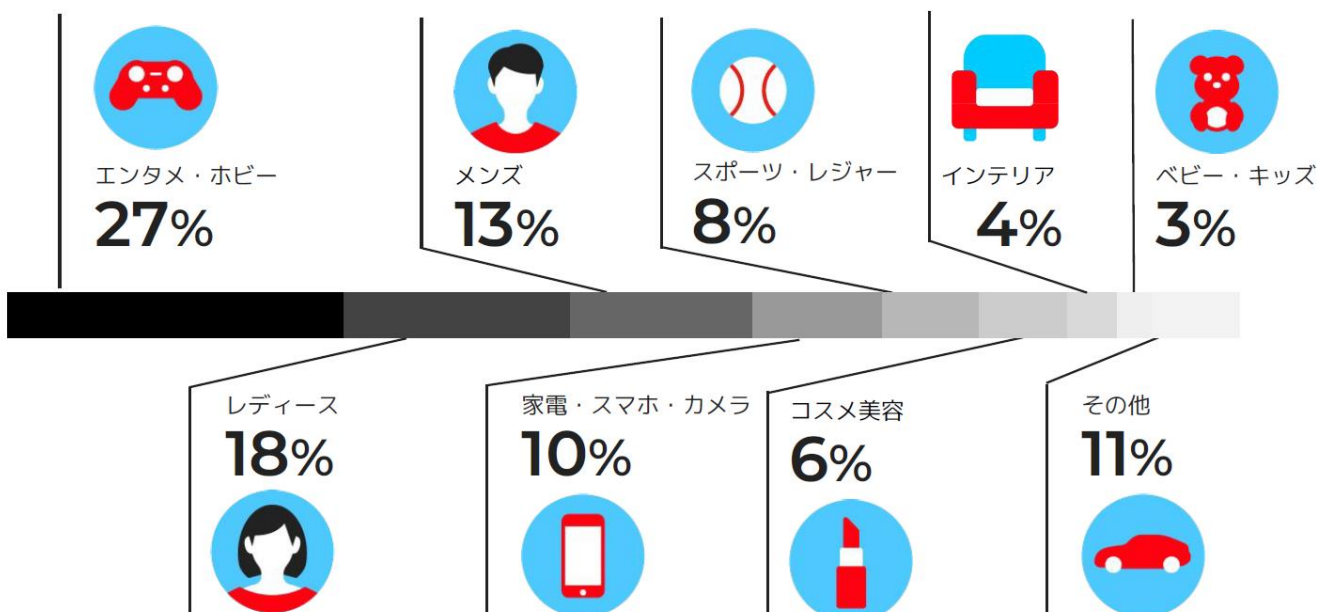 エンタメ・ホビー
27%
メンズ
13%
スポーツ・レジャー
8%
インテリア
4%
ベビー・キッズ
3%
レディース
18%
家電・スマホ・カメラ
10%
コスメ美容
6%
その他
11%